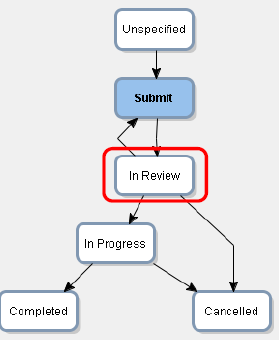 Unspecified
Submit
In Review
In Progress
Completed
Cancelled